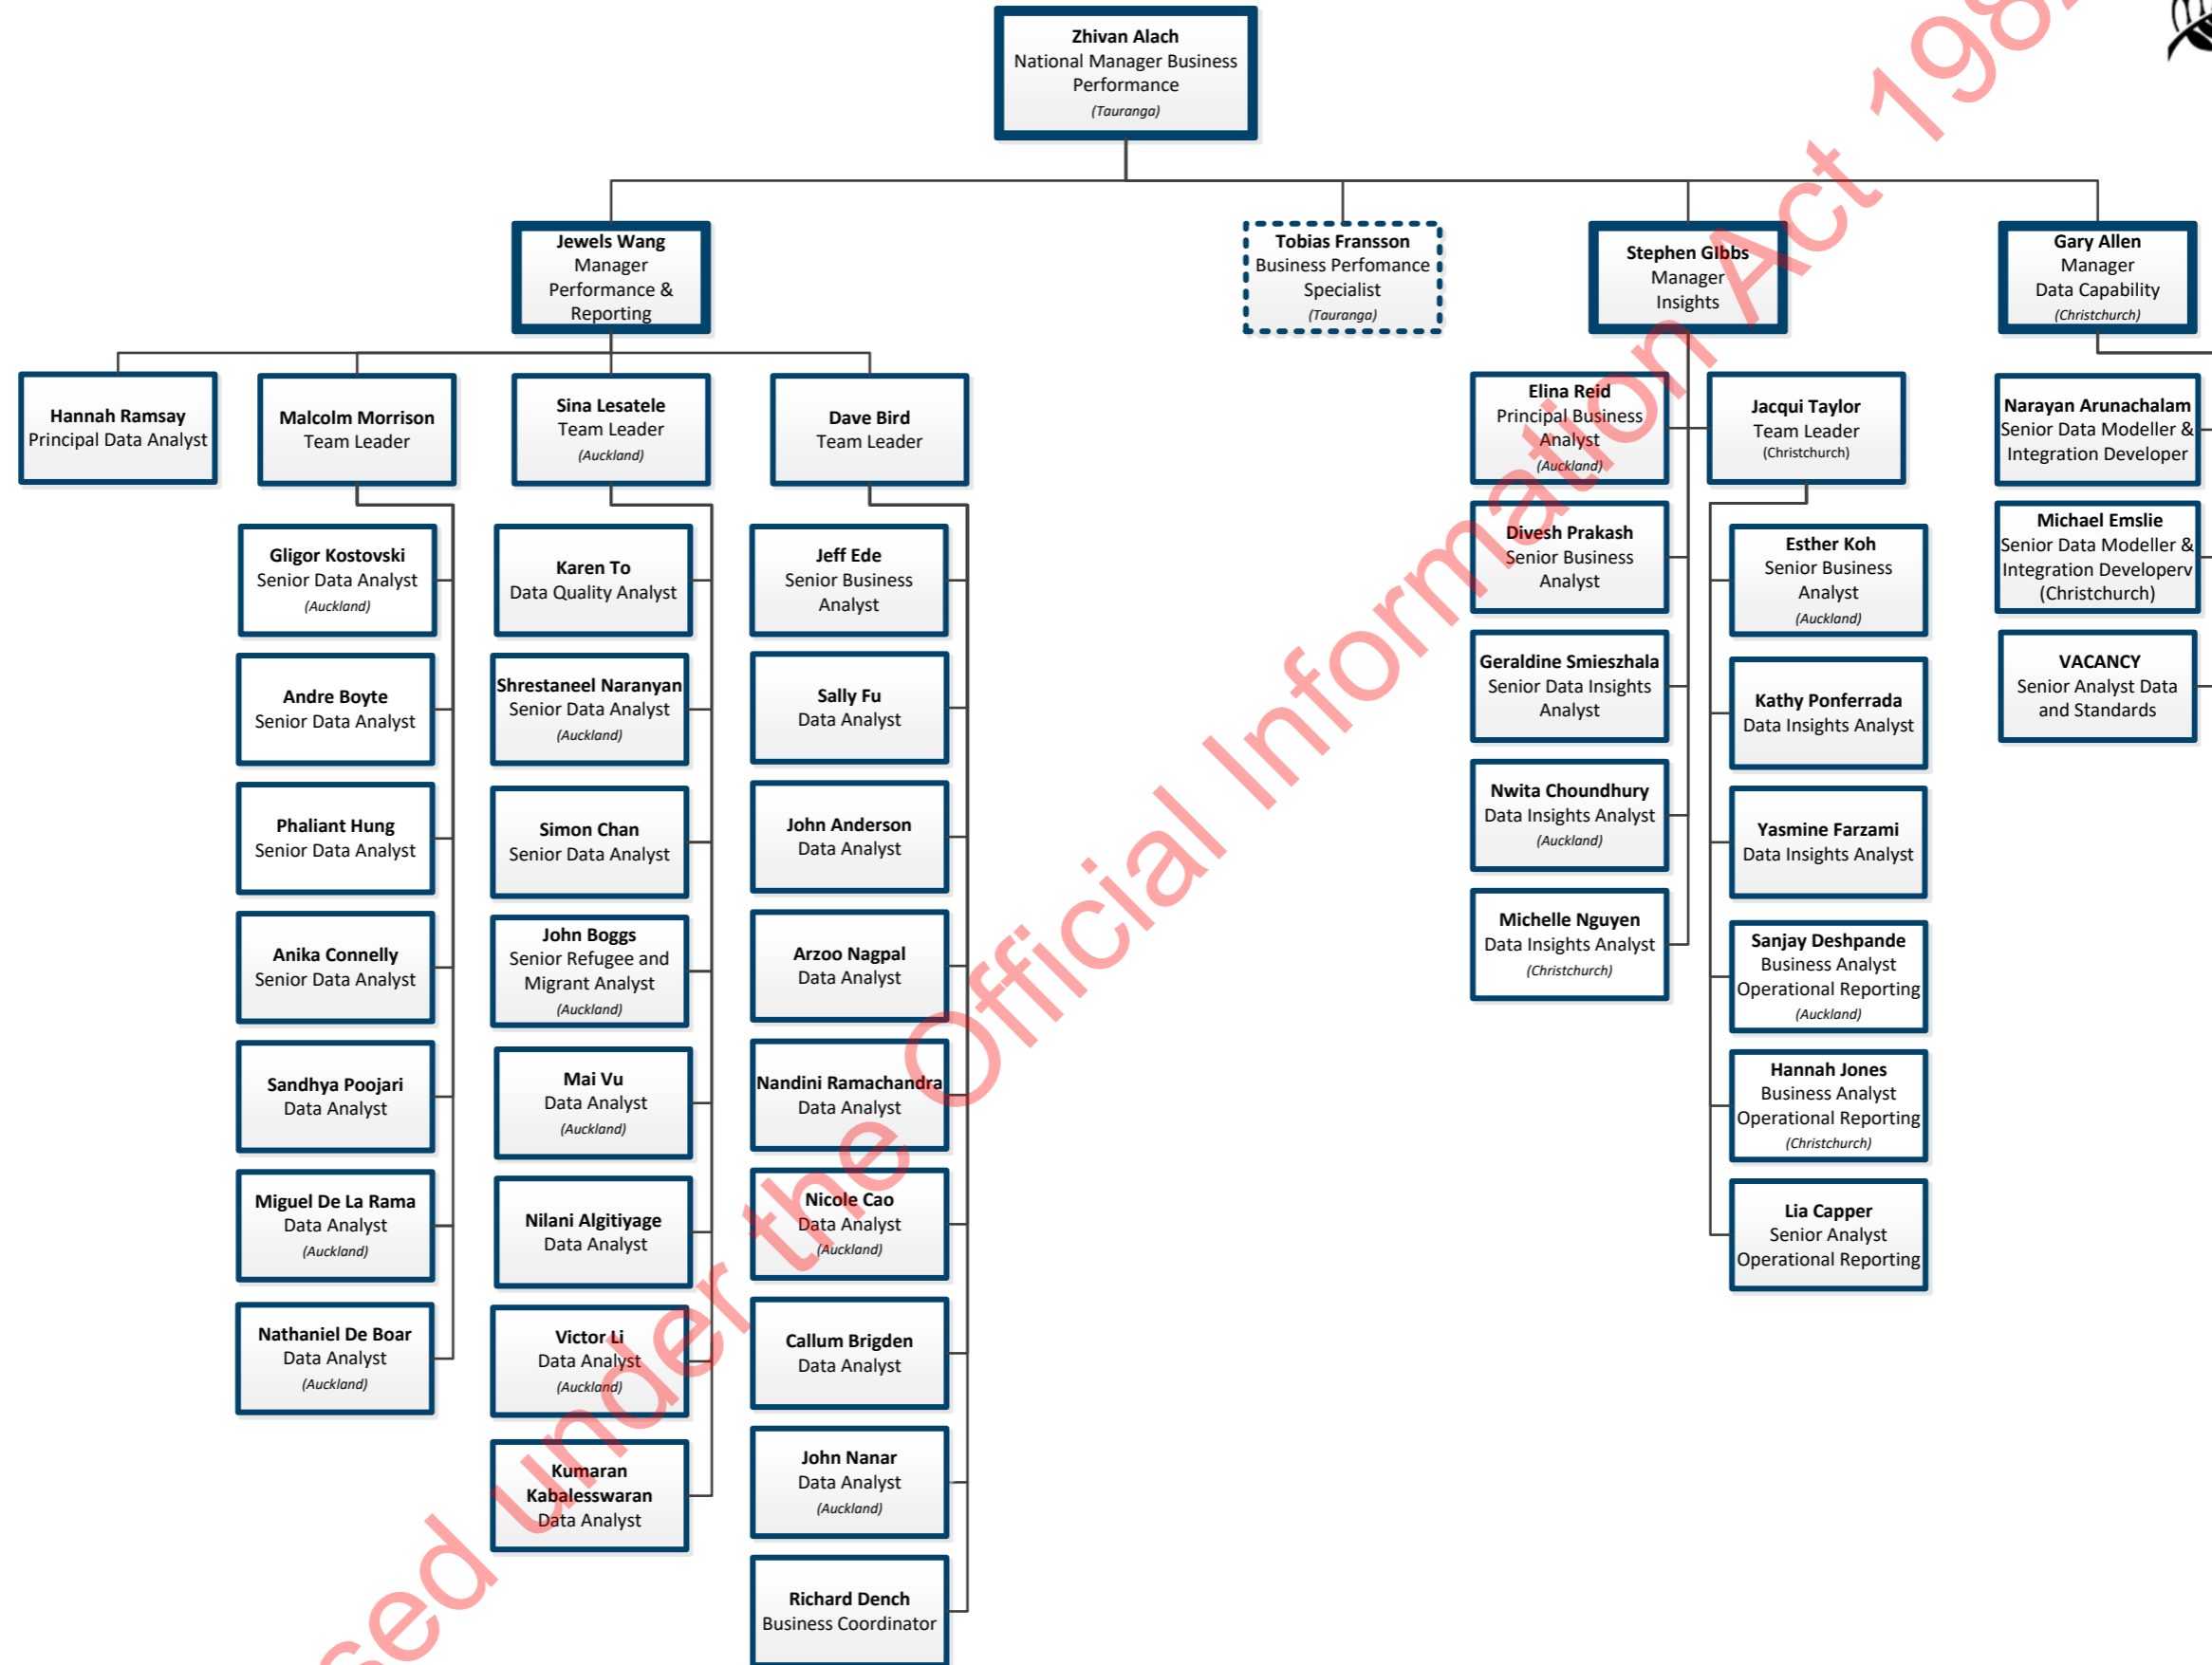 Zhivan Alach
National Manager Business
Performance
(Tauranga)
Jewels Wang
Manager
Performance &
Reporting
Tobias Fransson
Business Perfomance
Specialist
(Tauranga)
Stephen GIbbs
Manager
Insights
Gary Allen
Manager
Data Capability
(Christchurch)
Hannah Ramsay
Principal Data Analyst
Malcolm Morrison
Team Leader
Sina Lesatele
Team Leader
(Auckland)
Dave Bird
Team Leader
Elina Reid
Principal Business
Analyst
(Auckland)
Jacqui Taylor
Team Leader
(Christchurch)
Narayan Arunachalam
Senior Data Modeller &
Integration Developer
Gligor Kostovski
Senior Data Analyst
(Auckland)
Andre Boyte
Senior Data Analyst
Phaliant Hung
Senior Data Analyst
Anika Connelly
Senior Data Analyst
Sandhya Poojari
Data Analyst
Miguel De La Rama
Data Analyst
(Auckland)
Nathaniel De Boar
Data Analyst
(Auckland)
Karen To
Data Quality Analyst
Shrestaneel Naranyan
Senior Data Analyst
(Auckland)
Simon Chan
Senior Data Analyst
John Boggs
Senior Refugee and
Migrant Analyst
(Auckland)
Mai Vu
Data Analyst
(Auckland)
Nilani Algitiyage
Data Analyst
Victor Li
Data Analyst
(Auckland)
Kumaran
Kabalesswaran
Data Analyst
Jeff Ede
Senior Business
Analyst
Sally Fu
Data Analyst
John Anderson
Data Analyst
Arzoo Nagpal
Data Analyst
Nandini Ramachandra
Data Analyst
Nicole Cao
Data Analyst
(Auckland)
Callum Brigden
Data Analyst
John Nanar
Data Analyst
(Auckland)
Richard Dench
Business Coordinator
Divesh Prakash
Senior Business
Analyst
Geraldine Smieszhala
Senior Data Insights
Analyst
Nwita Choundhury
Data Insights Analyst
(Auckland)
Michelle Nguyen
Data Insights Analyst
(Christchurch)
Esther Koh
Senior Business
Analyst
(Auckland)
Kathy Ponferrada
Data Insights Analyst
Yasmine Farzami
Data Insights Analyst
Sanjay Deshpande
Business Analyst
Operational Reporting
(Auckland)
Hannah Jones
Business Analyst
Operational Reporting
(Christchurch)
Lia Capper
Senior Analyst
Operational Reporting
Michael Emslie
Senior Data Modeller &
Integration Developerv
(Christchurch)
VACANCY
Senior Analyst Data
and Standards
sed under the Official Information Act 198